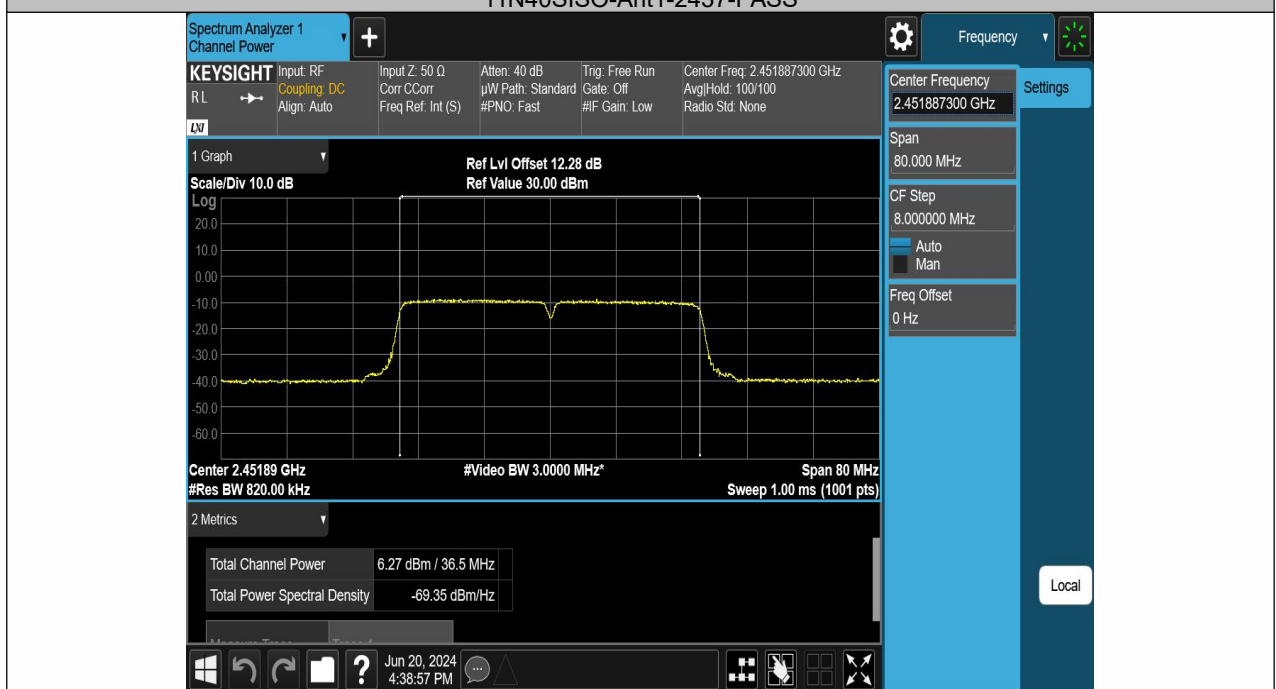 11N40SISO-Ant1-2437-PASS
Spectrum Analyzer 1
Channel Power
Frequency
KEYSIGHT
RL
LXI
Input: RF
Coupling: DC
Align: Auto
Input Z: 50 Ω
Corr CCorr
Freq Ref: Int (S)
Atten: 40 dB
µW Path: Standard
#PNO: Fast
Trig: Free Run
Gate: Off
#IF Gain: Low
Center Freq: 2.451887300 GHz
Avg|Hold: 100/100
Radio Std: None
Center Frequency
2.451887300 GHz
Settings
Span
80.000 MHz
CF Step
8.000000 MHz
Auto
Man
Freq Offset
0 Hz
1 Graph
Scale/Div 10.0 dB
Ref Lvl Offset 12.28 dB
Ref Value 30.00 dBm
Log
20.0
10.0
0.00
-10.0
-20.0
-30.0
-40.0
-50.0
-60.0
Center 2.45189 GHz
#Res BW 820.00 kHz
#Video BW 3.0000 MHz*
Span 80 MHz
Sweep 1.00 ms (1001 pts)
2 Metrics
Total Channel Power 6.27 dBm / 36.5 MHz
Total Power Spectral Density -69.35 dBm/Hz
Local
?
Jun 20, 2024
4:38:57 PM